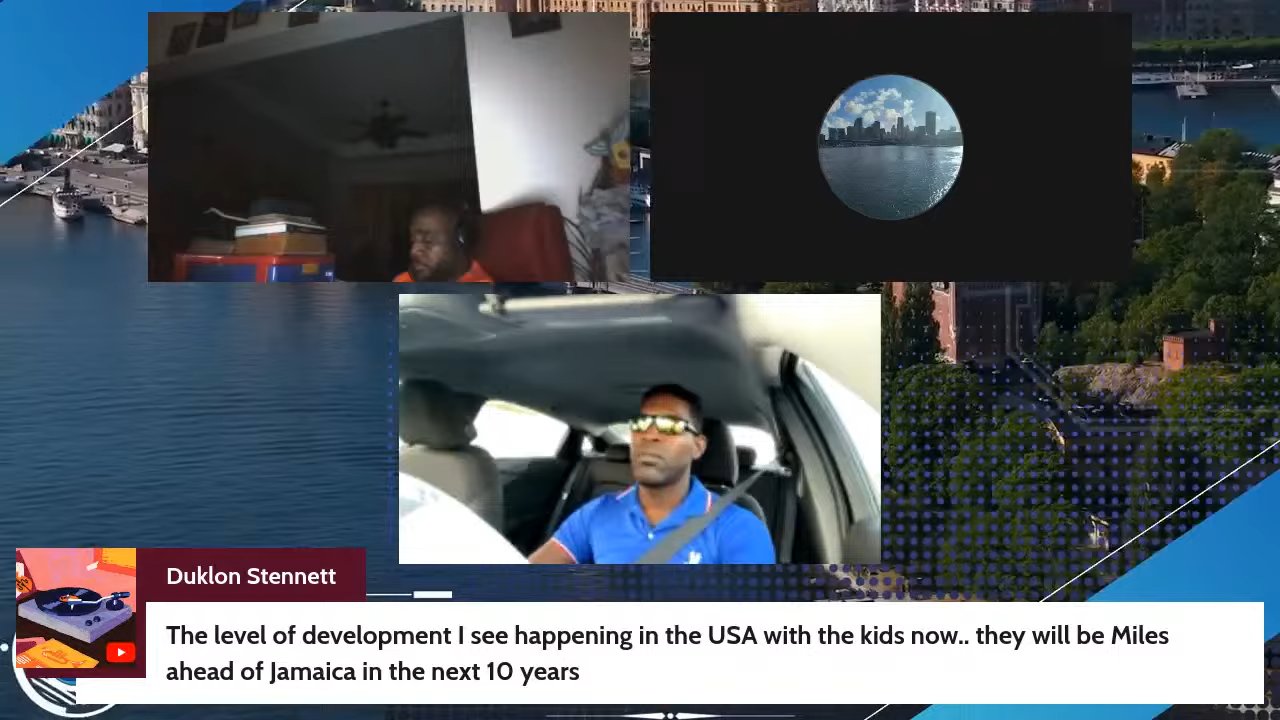 Duklon Stennett
The level of development I see happening in the USA with the kids now.. they will be Miles
ahead of Jamaica in the next 10 years